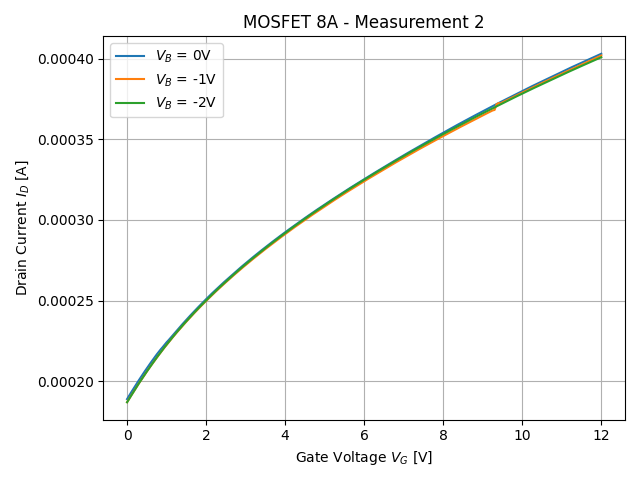 MOSFET 8A - Measurement 2
V_B = 0V
V_B = -1V
V_B = -2V
Drain Current I_D [A]
0.00040
0.00035
0.00030
0.00025
0.00020
0 2 4 6 8 10 12
Gate Voltage V_G [V]